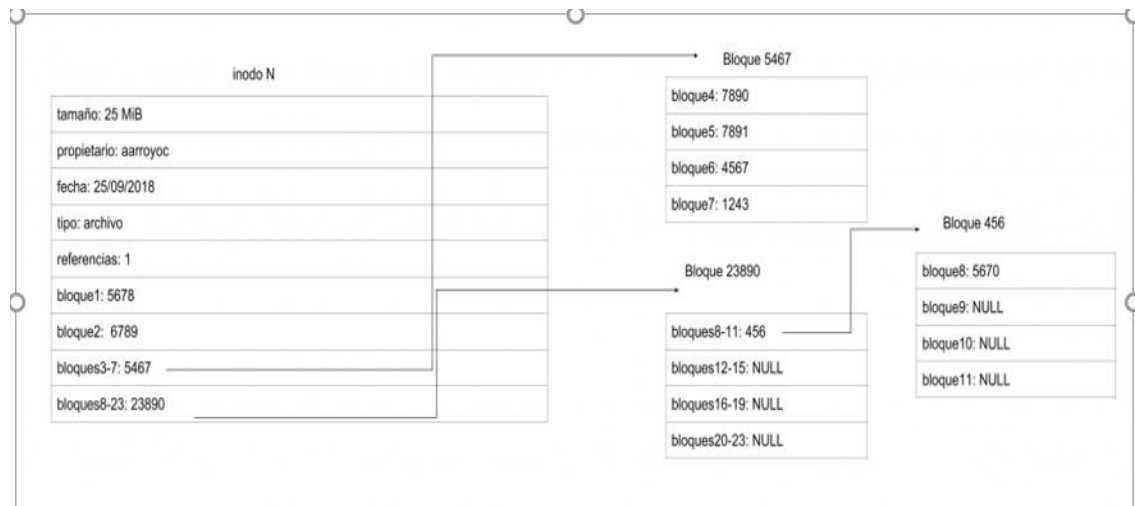 inodo N
tamaño: 25 MiB
propietario: aarroyoc
fecha: 25/09/2018
tipo: archivo
referencias: 1
bloque1: 5678
bloque2: 6789
bloques3-7: 5467
bloques8-23: 23890
Bloque 5467
bloque4: 7890
bloque5: 7891
bloque6: 4567
bloque7: 1243
Bloque 23890
bloques8-11: 456
bloques12-15: NULL
bloques16-19: NULL
bloques20-23: NULL
Bloque 456
bloque8: 5670
bloque9: NULL
bloque10: NULL
bloque11: NULL